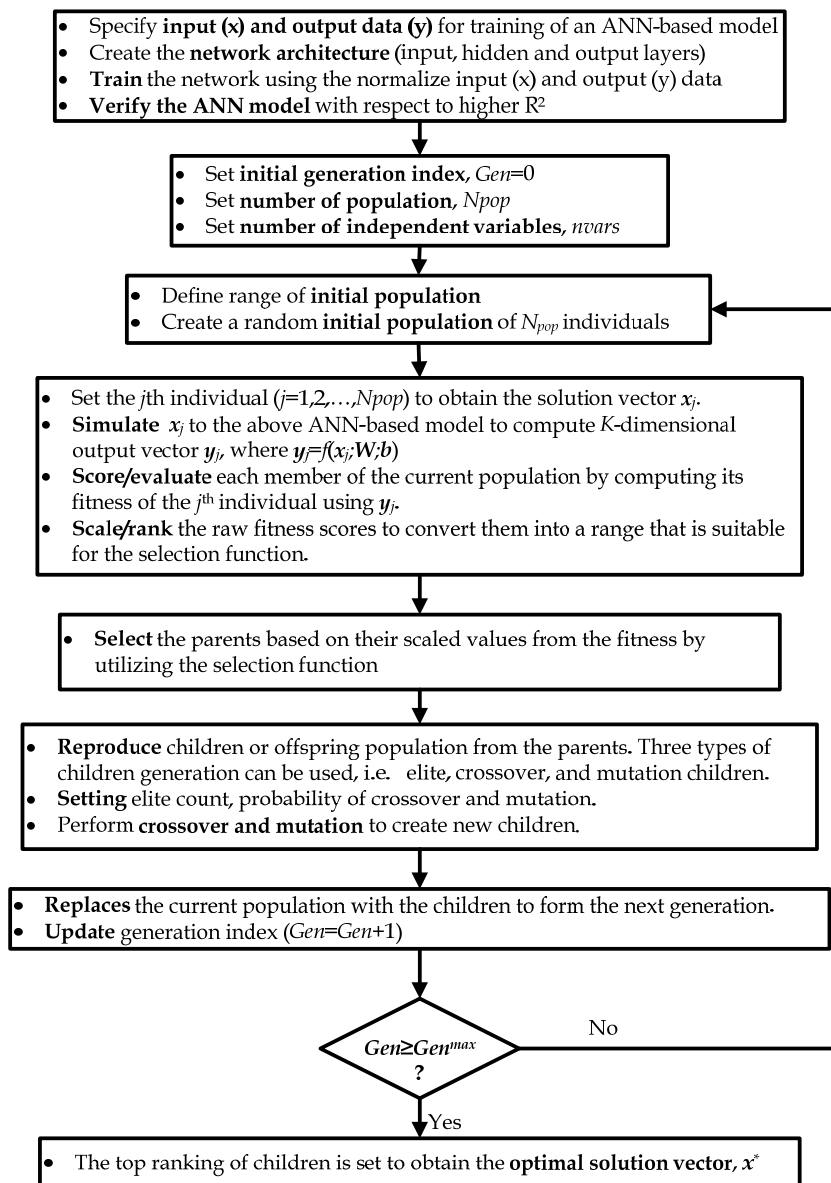 • Specify input (x) and output data (y) for training of an ANN-based model
• Create the network architecture (input, hidden and output layers)
• Train the network using the normalize input (x) and output (y) data
• Verify the ANN model with respect to higher R²
• Set initial generation index, Gen=0
• Set number of population, Npop
• Set number of independent variables, nvars
• Define range of initial population
• Create a random initial population of Npop individuals
• Set the jth individual (j=1,2,…,Npop) to obtain the solution vector xj.
• Simulate xj to the above ANN-based model to compute K-dimensional
output vector yj, where yj=f(xj;W;b)
• Score/evaluate each member of the current population by computing its
fitness of the jth individual using yj.
• Scale/rank the raw fitness scores to convert them into a range that is suitable
for the selection function.
• Select the parents based on their scaled values from the fitness by
utilizing the selection function
• Reproduce children or offspring population from the parents. Three types of
children generation can be used, i.e. elite, crossover, and mutation children.
• Setting elite count, probability of crossover and mutation.
• Perform crossover and mutation to create new children.
• Replaces the current population with the children to form the next generation.
• Update generation index (Gen=Gen+1)
No
Gen≥Genmax
?
Yes
• The top ranking of children is set to obtain the optimal solution vector, x*